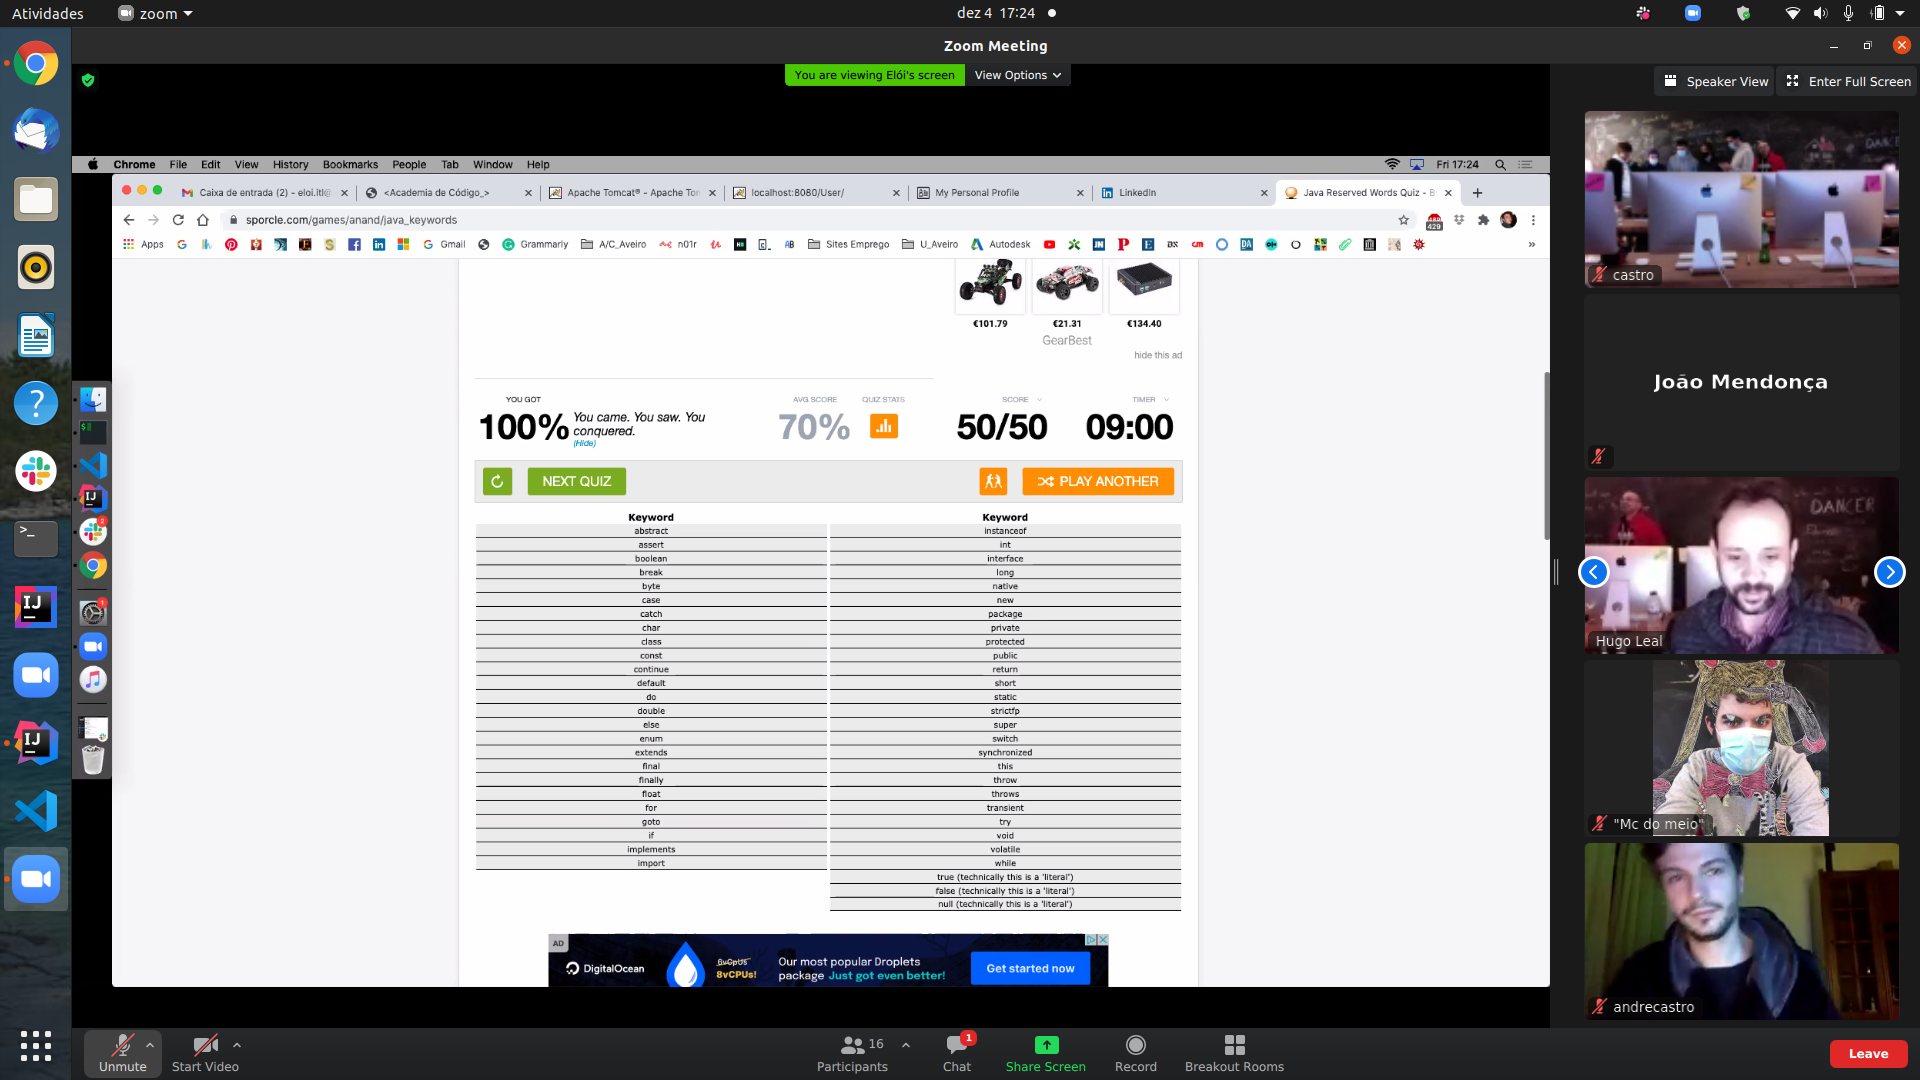 Atividades
zoom
dez 4 17:24
Zoom Meeting
You are viewing Elói's screen
View Options
Speaker View
Enter Full Screen
Chrome File Edit View History Bookmarks People Tab Window Help
Fri 17:24
Caixa de entrada (2) - eloi.itl@
<Academia de Código_>
Apache Tomcat® - Apache To
localhost:8080/User/
My Personal Profile
LinkedIn
Java Reserved Words Quiz - B
sporcle.com/games/anand/java_keywords
429
Apps
Gmail
Grammarly
A/C_Aveiro
n01r
Sites Emprego
U_Aveiro
Autodesk
€101.79
€21.31
€134.40
GearBest
hide this ad
YOU GOT
100%
You came. You saw. You
conquered.
(Hide)
AVG SCORE
70%
QUIZ STATS
SCORE
50/50
TIMER
09:00
NEXT QUIZ
PLAY ANOTHER
Keyword
abstract
assert
boolean
break
byte
case
catch
char
class
const
continue
default
do
double
else
enum
extends
final
finally
float
for
goto
if
implements
import
Keyword
instanceof
int
interface
long
native
new
package
private
protected
public
return
short
static
strictfp
super
switch
synchronized
this
throw
throws
transient
try
void
volatile
while
true (technically this is a 'literal')
false (technically this is a 'literal')
null (technically this is a 'literal')
AD
DigitalOcean
6vCPUs
8vCPUs!
Our most popular Droplets
package Just got even better!
Get started now
castro
João Mendonça
DANCER
Hugo Leal
"Mc do meio"
andrecastro
Unmute
Start Video
16
Participants
1
Chat
Share Screen
Record
Breakout Rooms
Leave